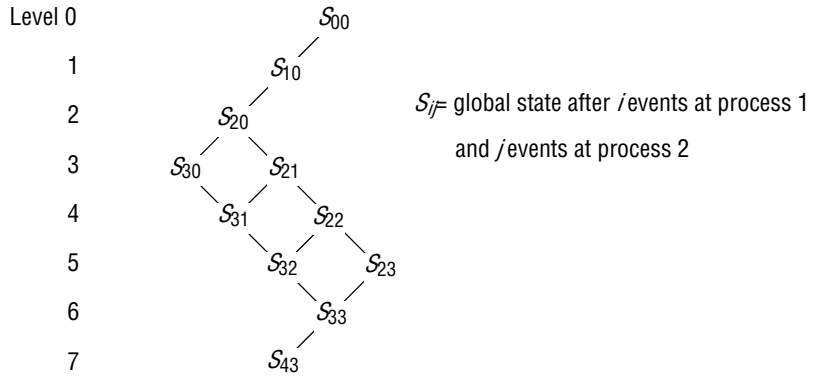 Level 0 S00
1 S10
2 S20
Sij= global state after i events at process 1
and j events at process 2
3 S30 S21
4 S31 S22
5 S32 S23
6 S33
7 S43